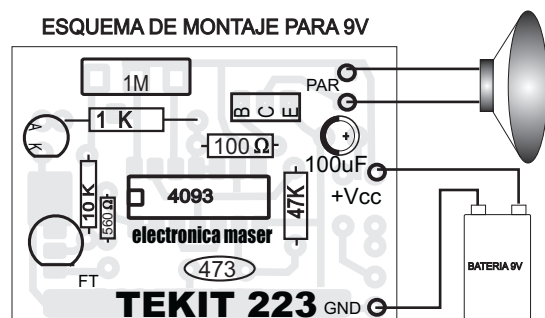 ESQUEMA DE MONTAJE PARA 9V
1M
PAR
A
K
1 K
B C E
100 Ω
100uF
+
+Vcc
10 K
560 Ω
4093
47K
electronica maser
BATERIA 9V
473
FT
TEKIT 223
GND